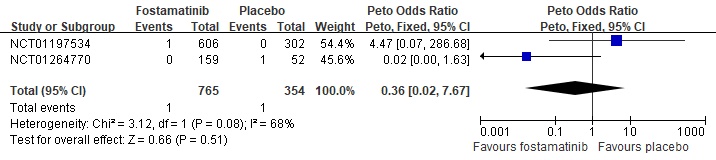 Fostamatinib Placebo Peto Odds Ratio Peto Odds Ratio
Study or Subgroup Events Total Events Total Weight Peto, Fixed, 95% CI Peto, Fixed, 95% CI
NCT01197534 1 606 0 302 54.4% 4.47 [0.07, 286.68]
NCT01264770 0 159 1 52 45.6% 0.02 [0.00, 1.63]
Total (95% CI) 765 354 100.0% 0.36 [0.02, 7.67]
Total events 1 1
Heterogeneity: Chi² = 3.12, df = 1 (P = 0.08); I² = 68%
Test for overall effect: Z = 0.66 (P = 0.51)
0.001 0.1 1 10 1000
Favours fostamatinib Favours placebo